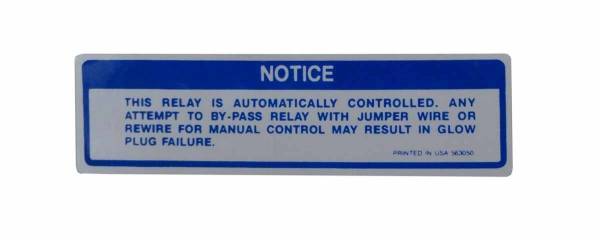 NOTICE
THIS RELAY IS AUTOMATICALLY CONTROLLED. ANY
ATTEMPT TO BY-PASS RELAY WITH JUMPER WIRE OR
REWIRE FOR MANUAL CONTROL MAY RESULT IN GLOW
PLUG FAILURE.
PRINTED IN USA 563050